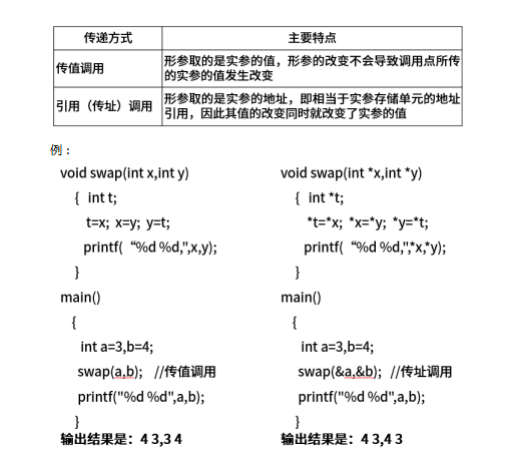 传递方式 主要特点
传值调用 形参取的是实参的值，形参的改变不会导致调用点所传
的实参的值发生改变
引用（传址）调用 形参取的是实参的地址，即相当于实参存储单元的地址
引用，因此其值的改变同时就改变了实参的值
例：
void swap(int x,int y)
{ int t;
t=x; x=y; y=t;
printf( “%d %d,",x,y);
}
main()
{
int a=3,b=4;
swap(a,b); //传值调用
printf("%d %d",a,b);
}
输出结果是：4 3,3 4
void swap(int *x,int *y)
{ int *t;
*t=*x; *x=*y; *y=*t;
printf( “%d %d,",*x,*y);
}
main()
{
int a=3,b=4;
swap(&a,&b); //传址调用
printf("%d %d",a,b);
}
输出结果是：4 3,4 3